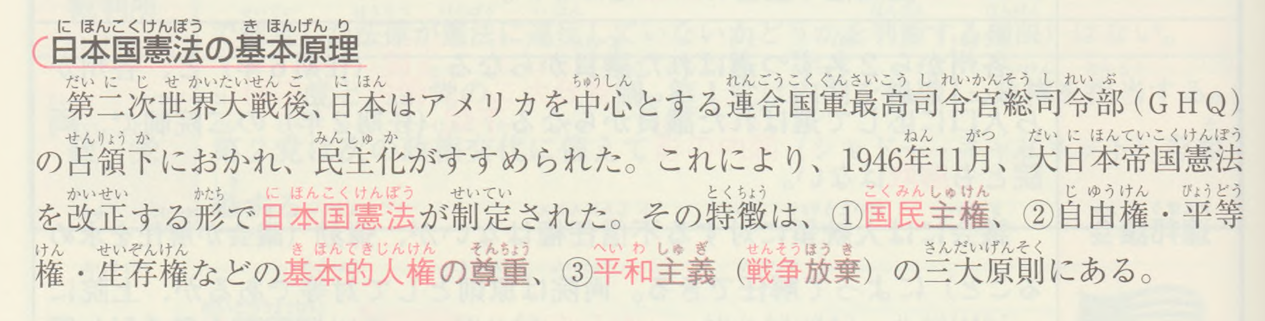 日本国憲法の基本原理
第二次世界大戦後、日本はアメリカを中心とする連合国軍最高司令官総司令部(GHQ)
の占領下におかれ、民主化がすすめられた。これにより、1946年11月、大日本帝国憲法
を改正する形で日本国憲法が制定された。その特徴は、①国民主権、②自由権・平等
権・生存権などの基本的人権の尊重、③平和主義(戦争放棄)の三大原則にある。